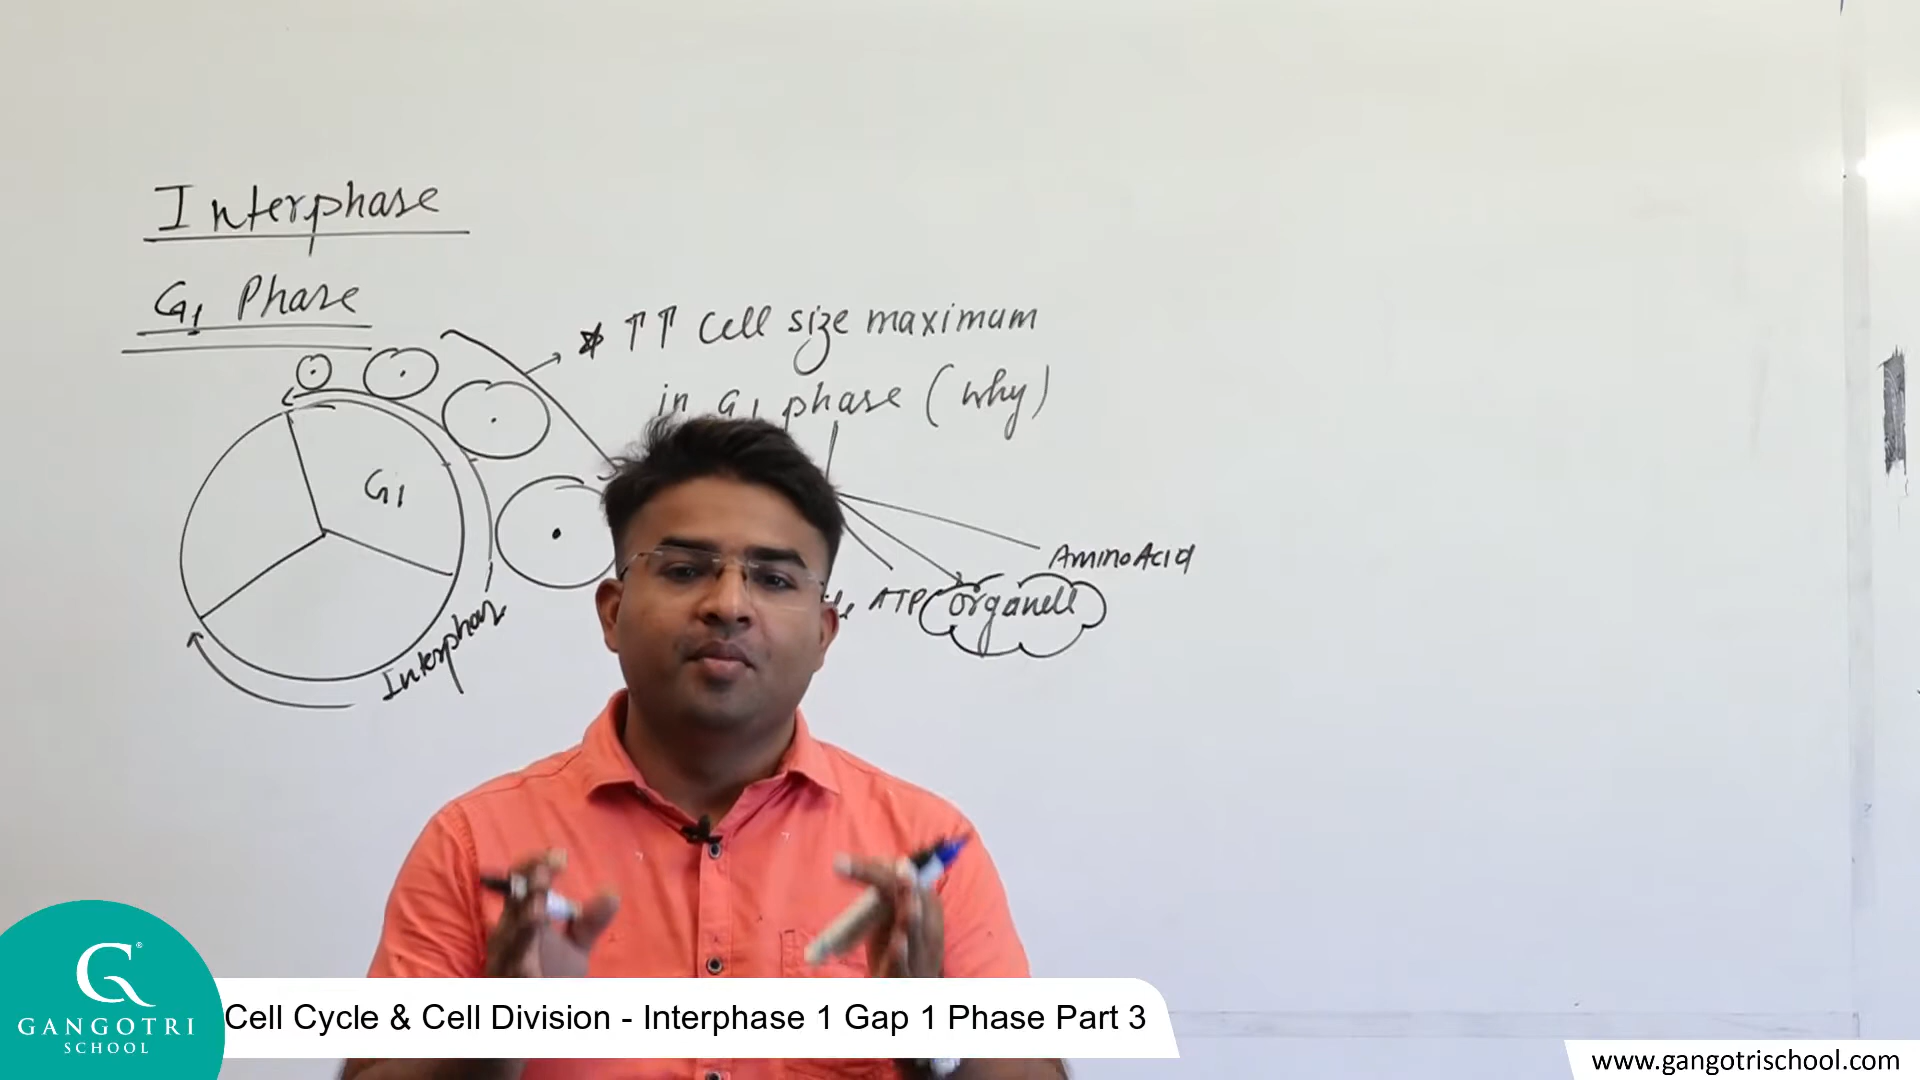 Interphase
G1 Phase
↑↑ Cell size maximum
in G1 phase (why)
G1
Amino Acid
ATP
organell
Interphase
G
GANGOTRI
SCHOOL
Cell Cycle & Cell Division - Interphase 1 Gap 1 Phase Part 3
www.gangotrischool.com